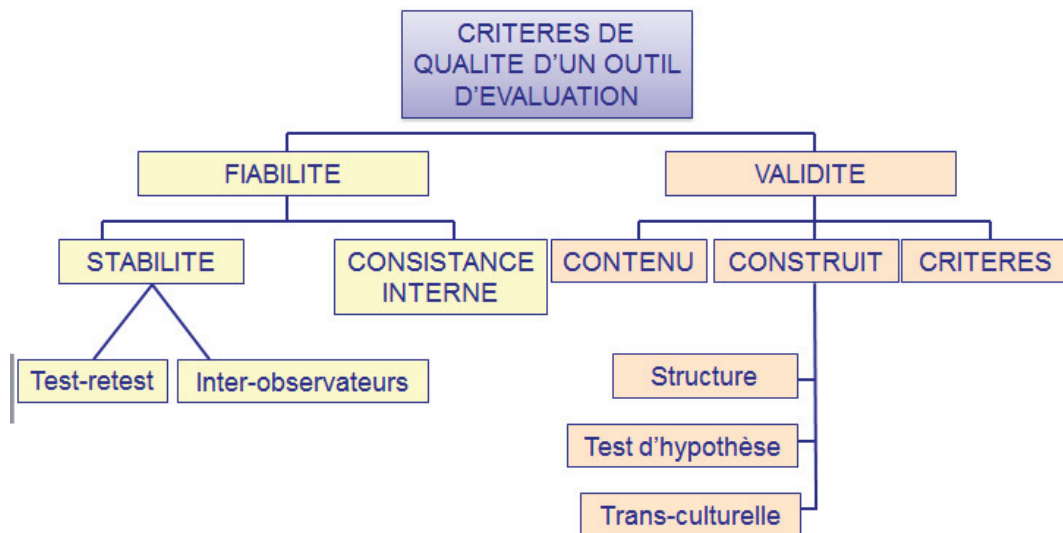 CRITERES DE
QUALITE D'UN OUTIL
D'EVALUATION
FIABILITE
VALIDITE
STABILITE
CONSISTANCE
INTERNE
CONTENU
CONSTRUIT
CRITERES
Test-retest
Inter-observateurs
Structure
Test d'hypothèse
Trans-culturelle